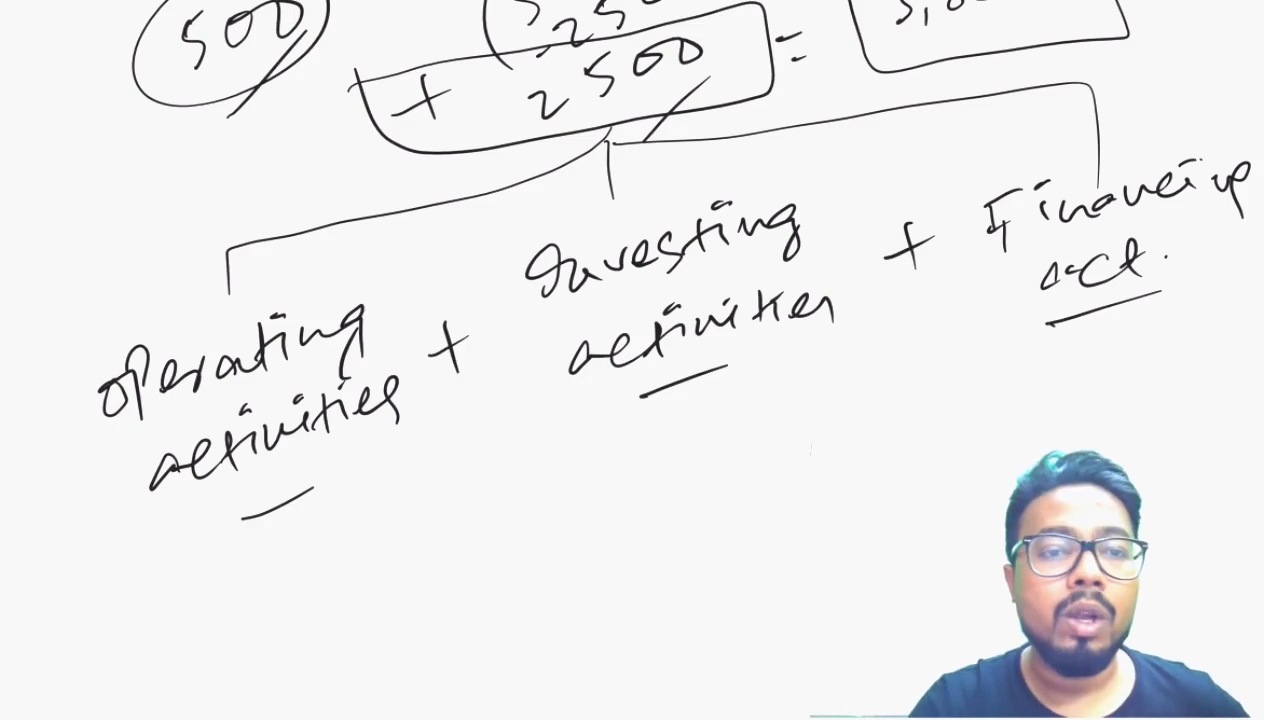 500
+ 2500 =
operating + Investing + Financing
activities activities act.